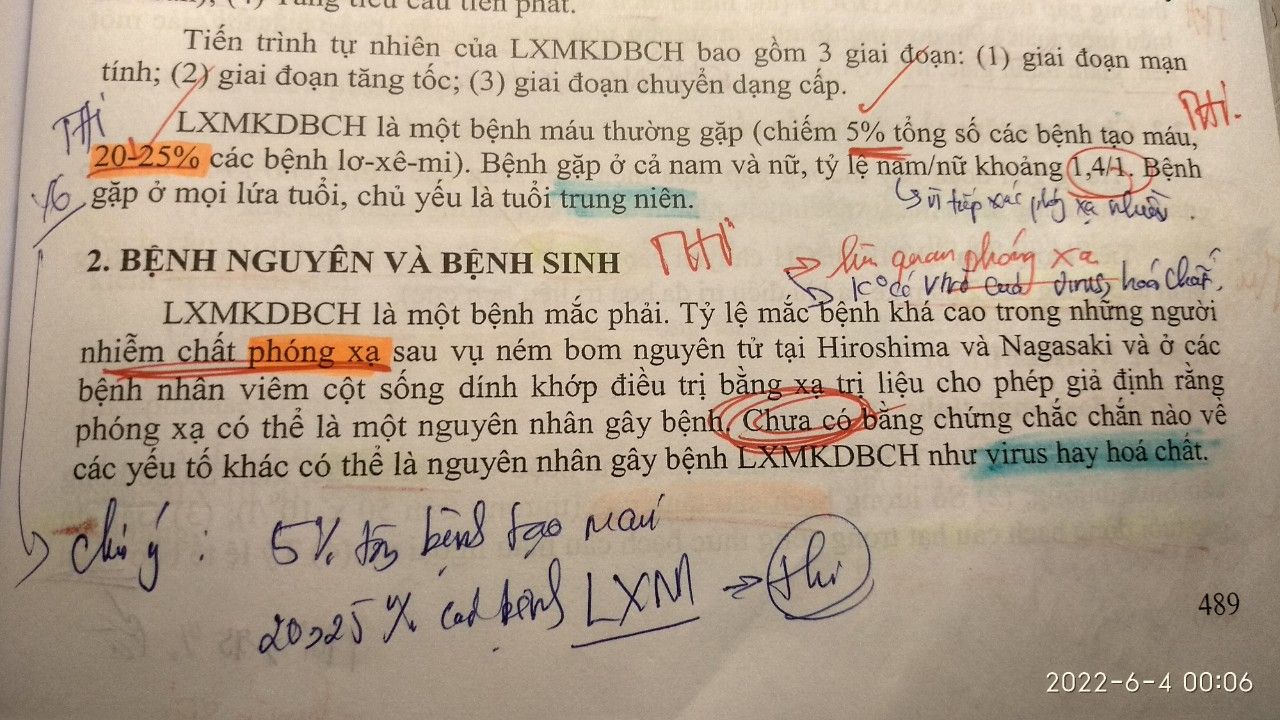 tiên phát.
Tiến trình tự nhiên của LXMKDBCH bao gồm 3 giai đoạn: (1) giai đoạn mạn
tính; (2) giai đoạn tăng tốc; (3) giai đoạn chuyển dạng cấp.
THI
THI.
LXMKDBCH là một bệnh máu thường gặp (chiếm 5% tổng số các bệnh tạo máu,
20-25% các bệnh lơ-xê-mi). Bệnh gặp ở cả nam và nữ, tỷ lệ nam/nữ khoảng 1,4/1. Bệnh
gặp ở mọi lứa tuổi, chủ yếu là tuổi trung niên.
vì tiếp xúc phóng xạ nhiều.
2. BỆNH NGUYÊN VÀ BỆNH SINH
THI
liên quan phóng xạ
virus, hoá chất.
LXMKDBCH là một bệnh mắc phải. Tỷ lệ mắc bệnh khá cao trong những người
nhiễm chất phóng xạ sau vụ ném bom nguyên tử tại Hiroshima và Nagasaki và ở các
bệnh nhân viêm cột sống dính khớp điều trị bằng xạ trị liệu cho phép giả định rằng
phóng xạ có thể là một nguyên nhân gây bệnh. Chưa có bằng chứng chắc chắn nào về
các yếu tố khác có thể là nguyên nhân gây bệnh LXMKDBCH như virus hay hoá chất.
Chú ý : 5% bệnh tạo máu
20→25% các bệnh LXM → thi
489
2022-6-4 00:06